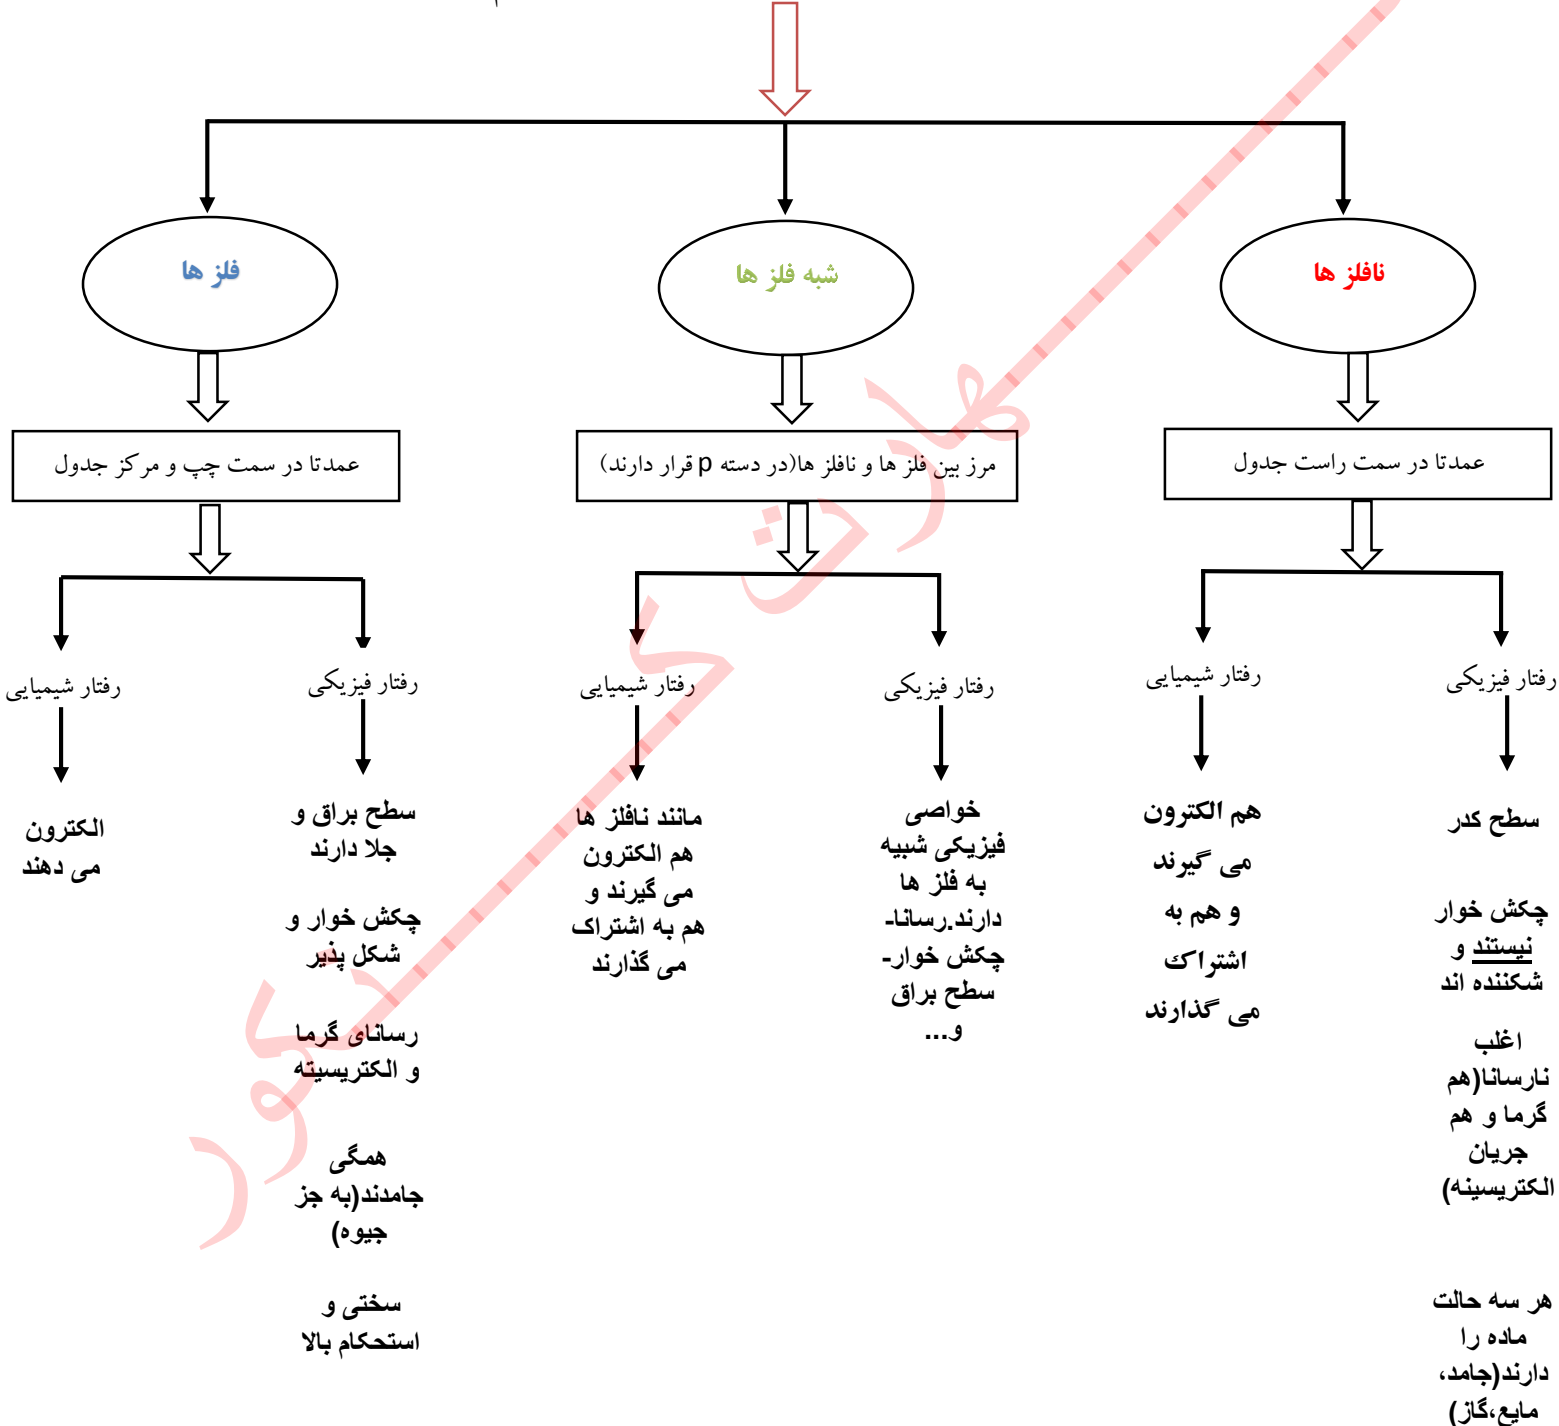 نافلز ها
شبه فلز ها
فلز ها
عمدتا در سمت راست جدول
مرز بین فلز ها و نافلز ها(در دسته p قرار دارند)
عمدتا در سمت چپ و مرکز جدول
رفتار فیزیکی
سطح کدر
چکش خوار
نیستند و
شکننده اند
اغلب
نارسانا(هم
گرما و هم
جریان
الکتریسینه)
هر سه حالت
ماده را
دارند(جامد،
مایع،گاز)
رفتار شیمیایی
هم الکترون
می گیرند
و هم به
اشتراک
می گذارند
رفتار فیزیکی
خواصی
فیزیکی شبیه
به فلز ها
دارند.رسانا-
چکش خوار-
سطح براق
و...
رفتار شیمیایی
مانند نافلز ها
هم الکترون
می گیرند و
هم به اشتراک
می گذارند
رفتار فیزیکی
سطح براق و
جلا دارند
چکش خوار و
شکل پذیر
رسانای گرما
و الکتریسیته
همگی
جامدند(به جز
جیوه)
سختی و
استحکام بالا
رفتار شیمیایی
الکترون
می دهند